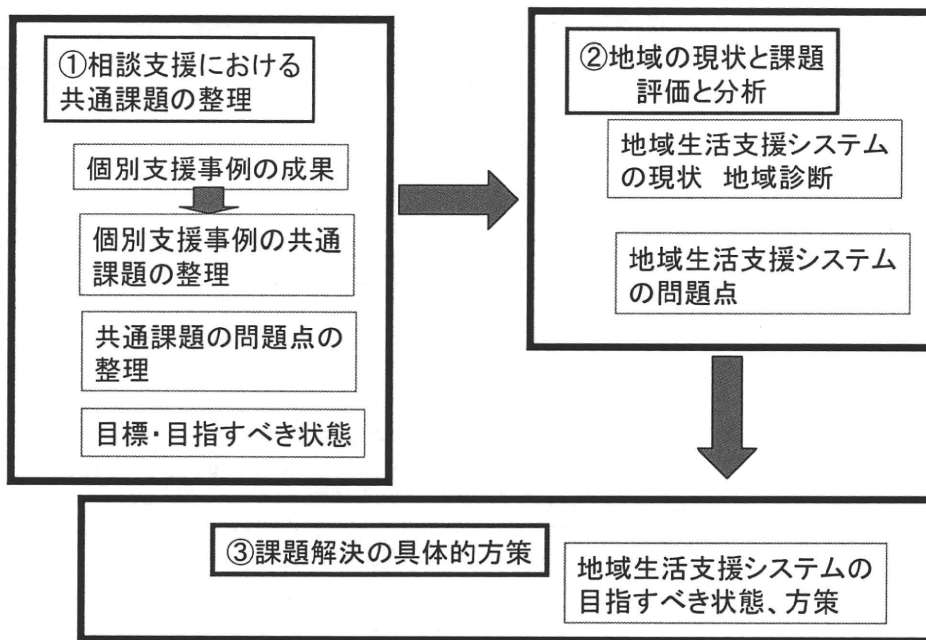 ①相談支援における
共通課題の整理
個別支援事例の成果
個別支援事例の共通
課題の整理
共通課題の問題点の
整理
目標・目指すべき状態
②地域の現状と課題
評価と分析
地域生活支援システム
の現状 地域診断
地域生活支援システム
の問題点
③課題解決の具体的方策
地域生活支援システムの
目指すべき状態、方策